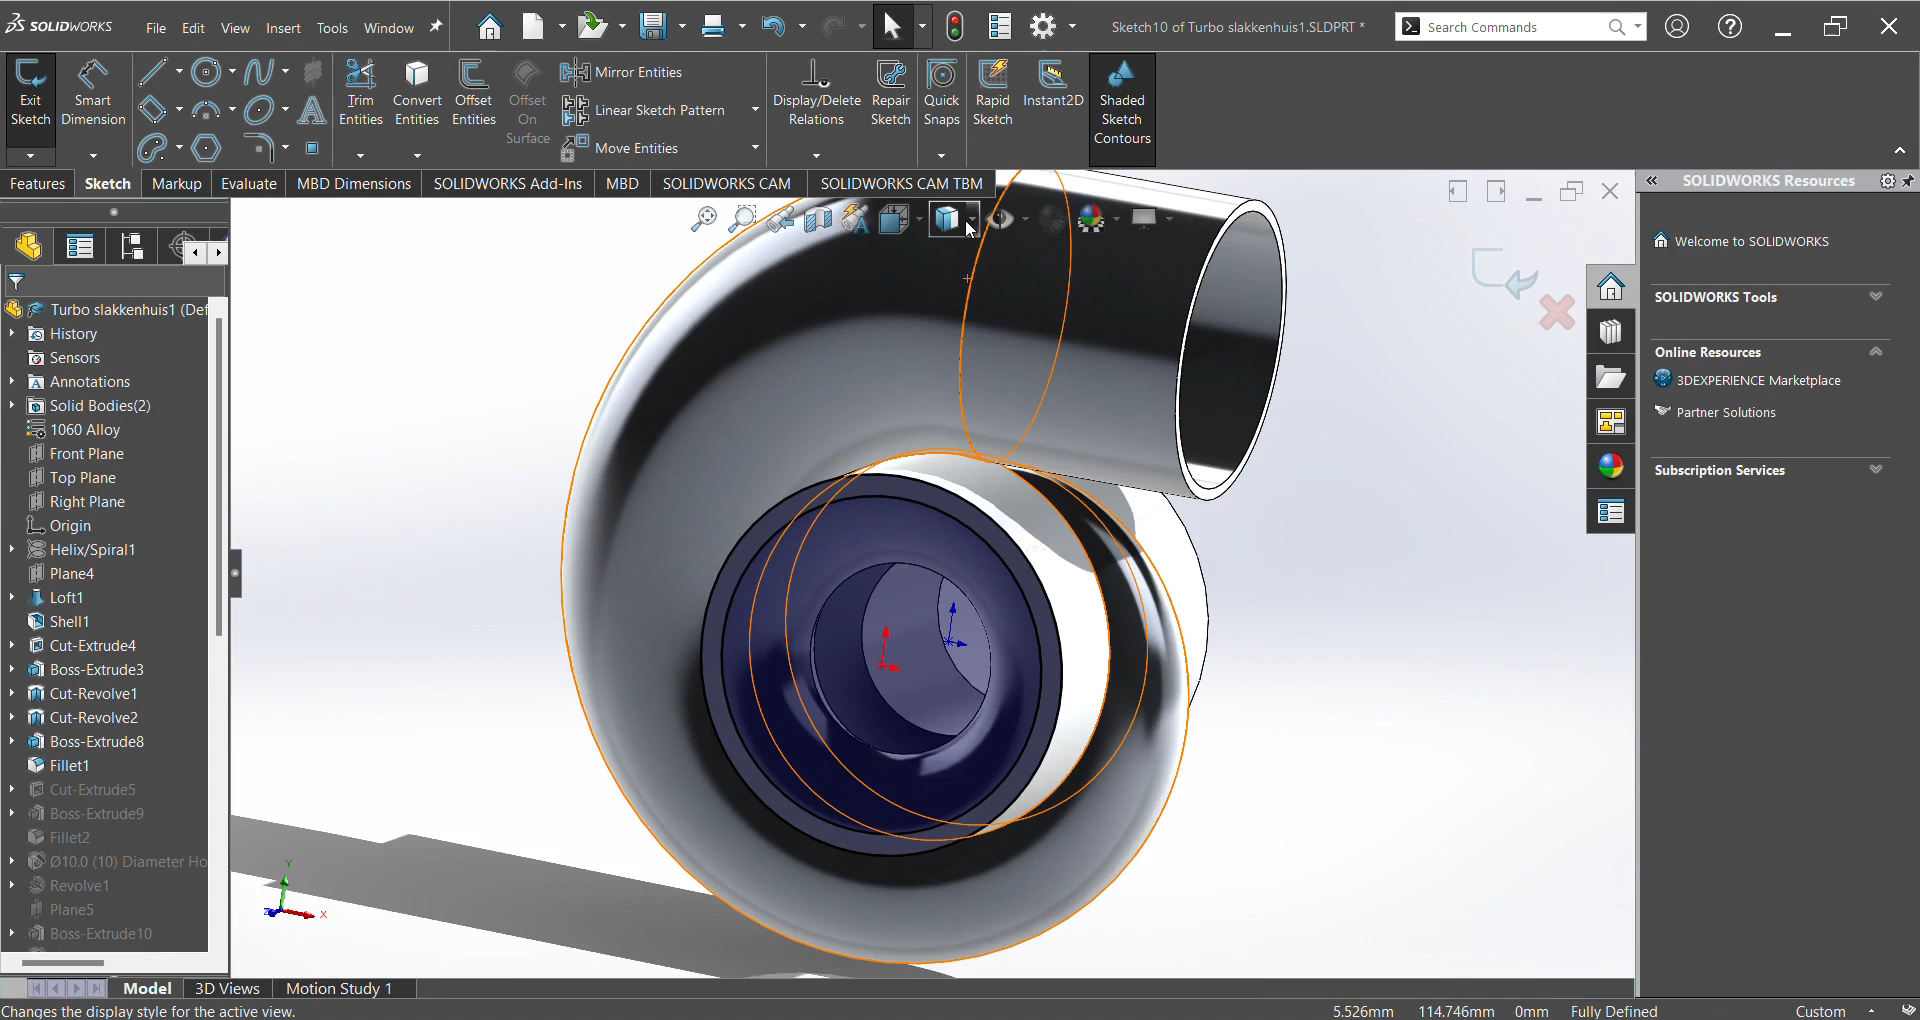 SOLIDWORKS File Edit View Insert Tools Window
Sketch10 of Turbo slakkenhuis1.SLDPRT *
Search Commands
Exit Sketch
Smart Dimension
Trim Entities
Convert Entities
Offset Entities
Offset On Surface
Mirror Entities
Linear Sketch Pattern
Move Entities
Display/Delete Relations
Repair Sketch
Quick Snaps
Rapid Sketch
Instant2D
Shaded Sketch Contours
Features Sketch Markup Evaluate MBD Dimensions SOLIDWORKS Add-Ins MBD SOLIDWORKS CAM SOLIDWORKS CAM TBM
Turbo slakkenhuis1 (Def
History
Sensors
Annotations
Solid Bodies(2)
1060 Alloy
Front Plane
Top Plane
Right Plane
Origin
Helix/Spiral1
Plane4
Loft1
Shell1
Cut-Extrude4
Boss-Extrude3
Cut-Revolve1
Cut-Revolve2
Boss-Extrude8
Fillet1
Cut-Extrude5
Boss-Extrude9
Fillet2
Ø10.0 (10) Diameter Ho
Revolve1
Plane5
Boss-Extrude10
Y
Z
X
SOLIDWORKS Resources
Welcome to SOLIDWORKS
SOLIDWORKS Tools
Online Resources
3DEXPERIENCE Marketplace
Partner Solutions
Subscription Services
Model 3D Views Motion Study 1
Changes the display style for the active view.
5.526mm 114.746mm 0mm Fully Defined Custom